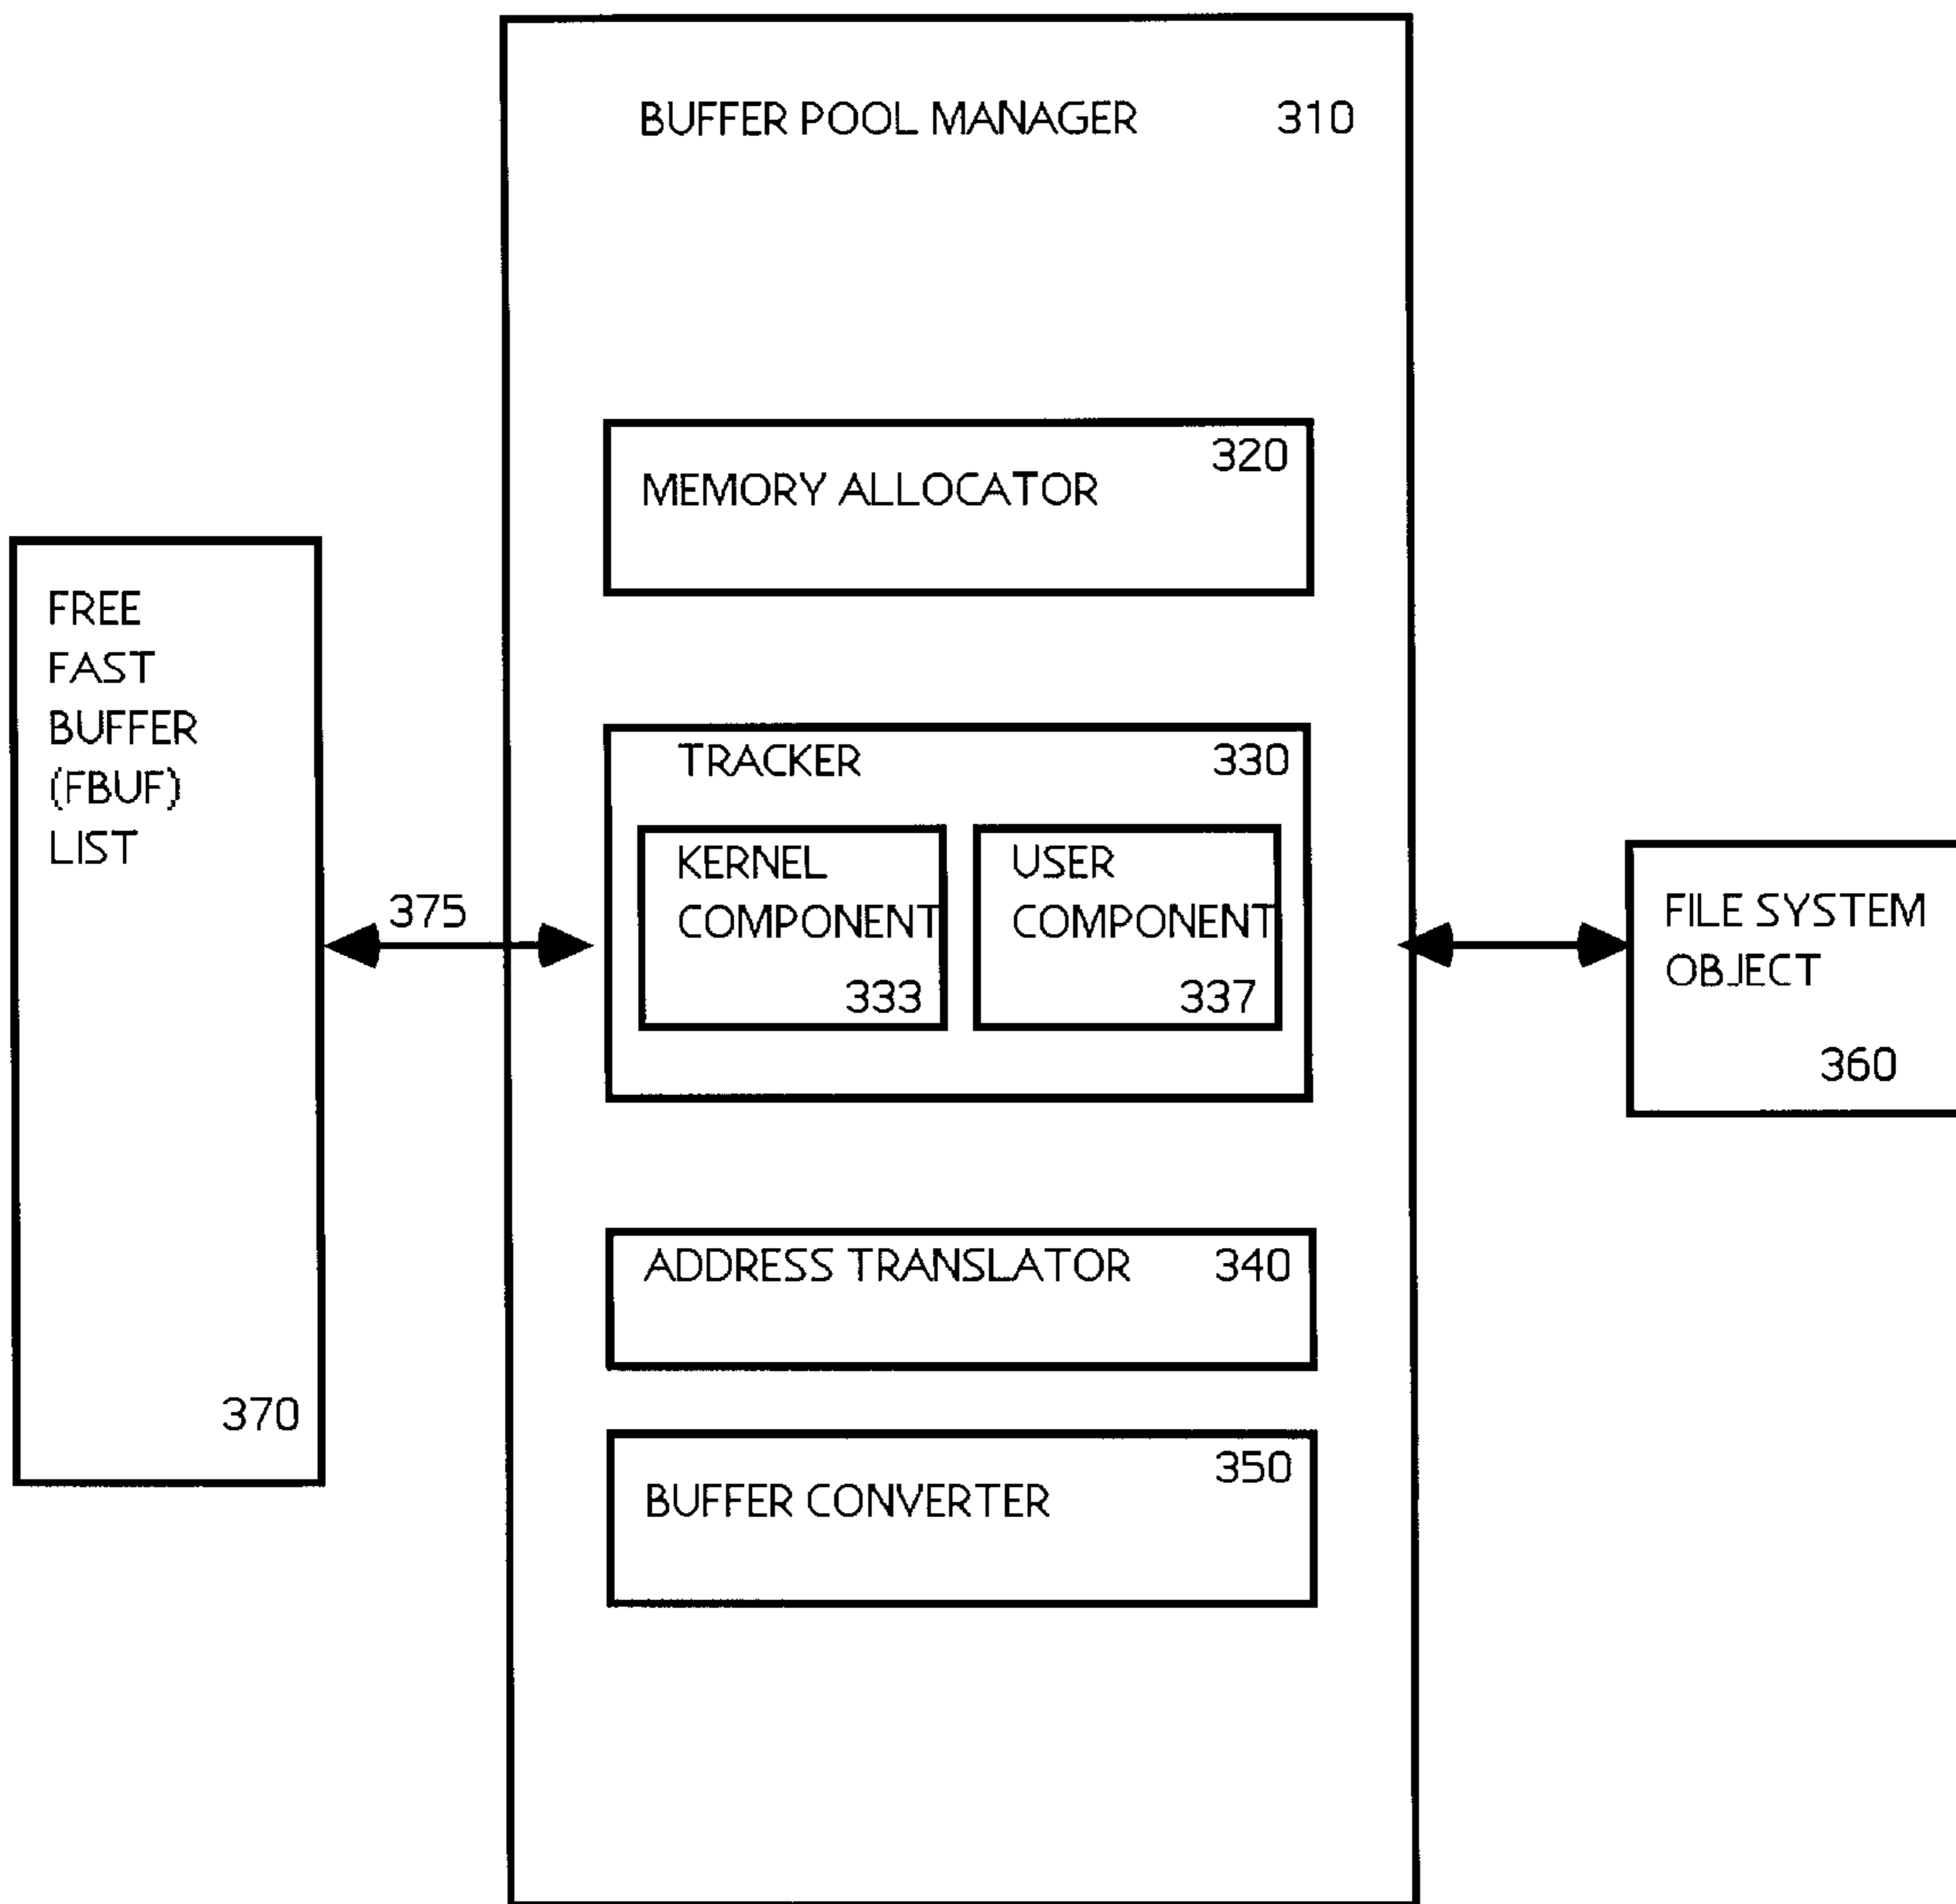 BUFFER POOL MANAGER 310
320
MEMORY ALLOCATOR
FREE
FAST
BUFFER
(FBUF)
LIST
370
375
TRACKER 330
KERNEL
COMPONENT
333
USER
COMPONENT
337
FILE SYSTEM
OBJECT
360
ADDRESS TRANSLATOR 340
350
BUFFER CONVERTER